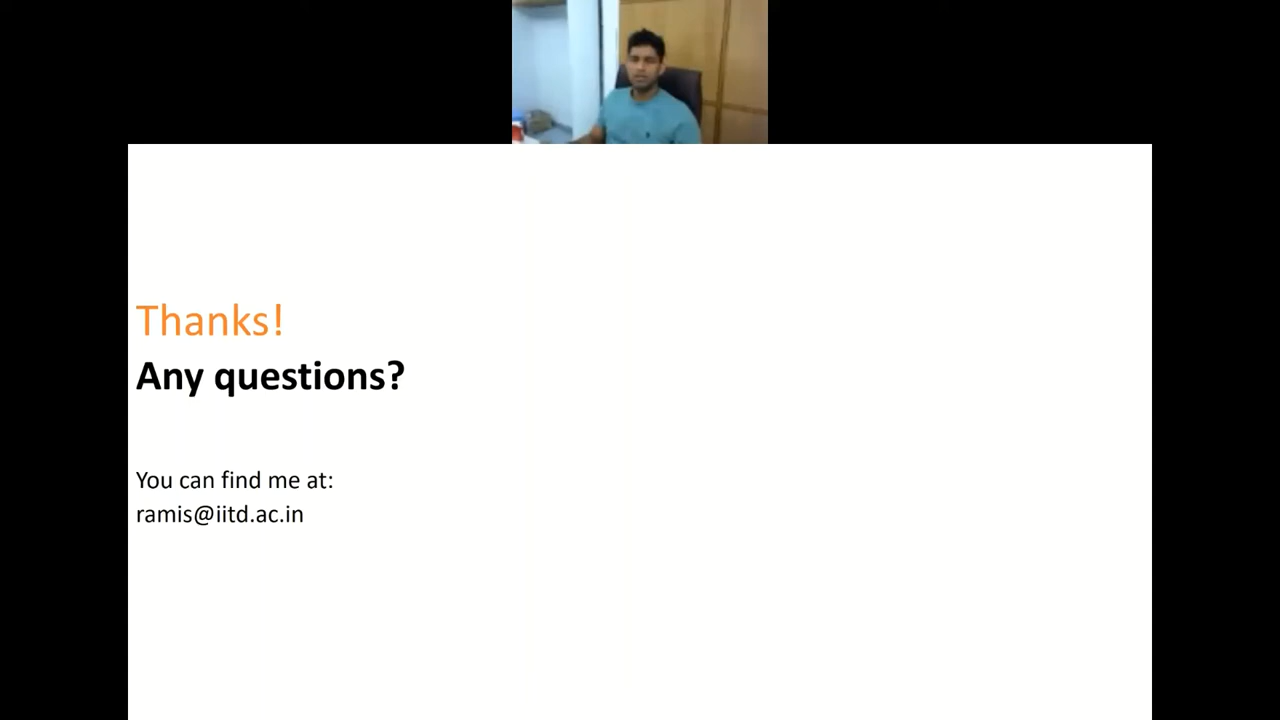 Thanks!
Any questions?
You can find me at:
ramis@iitd.ac.in